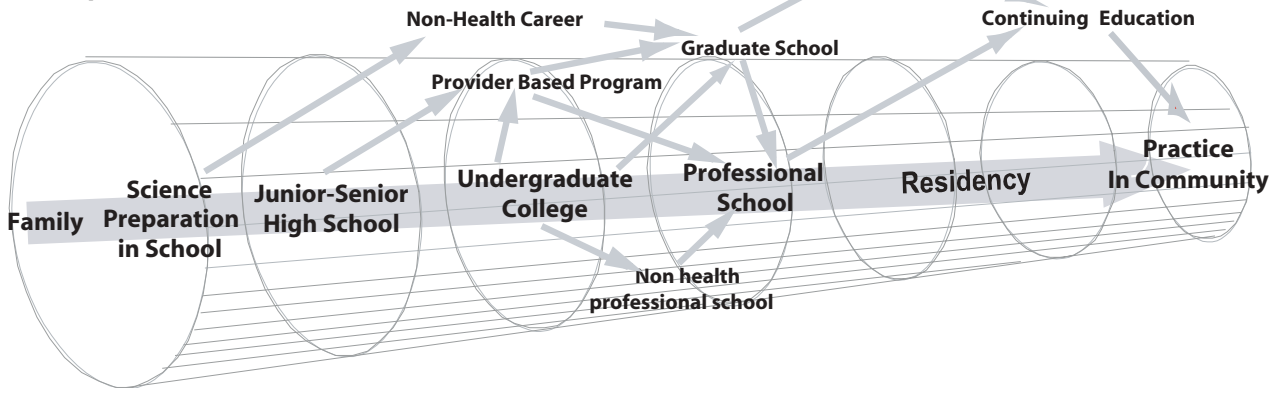 Non-Health Career
Continuing Education
Graduate School
Provider Based Program
Family
Science
Preparation
in School
Junior-Senior
High School
Undergraduate
College
Professional
School
Residency
Practice
In Community
Non health
professional school